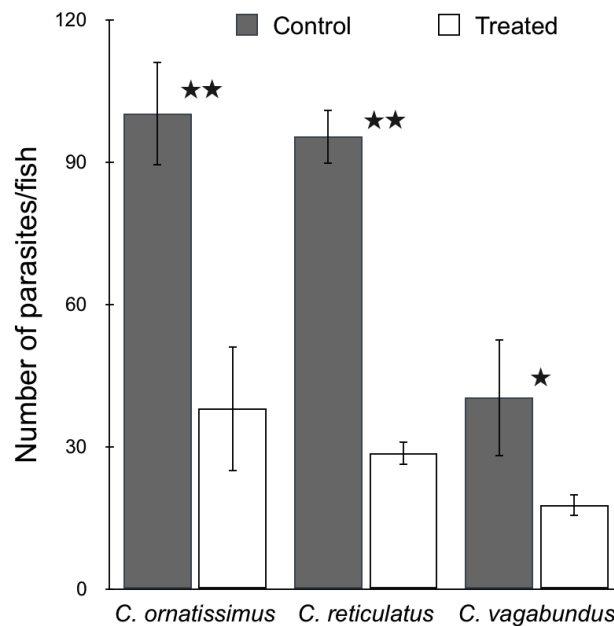 120
Control
Treated
★★
★★
90
Number of parasites/fish
60
★
30
0
C. ornatissimus
C. reticulatus
C. vagabundus